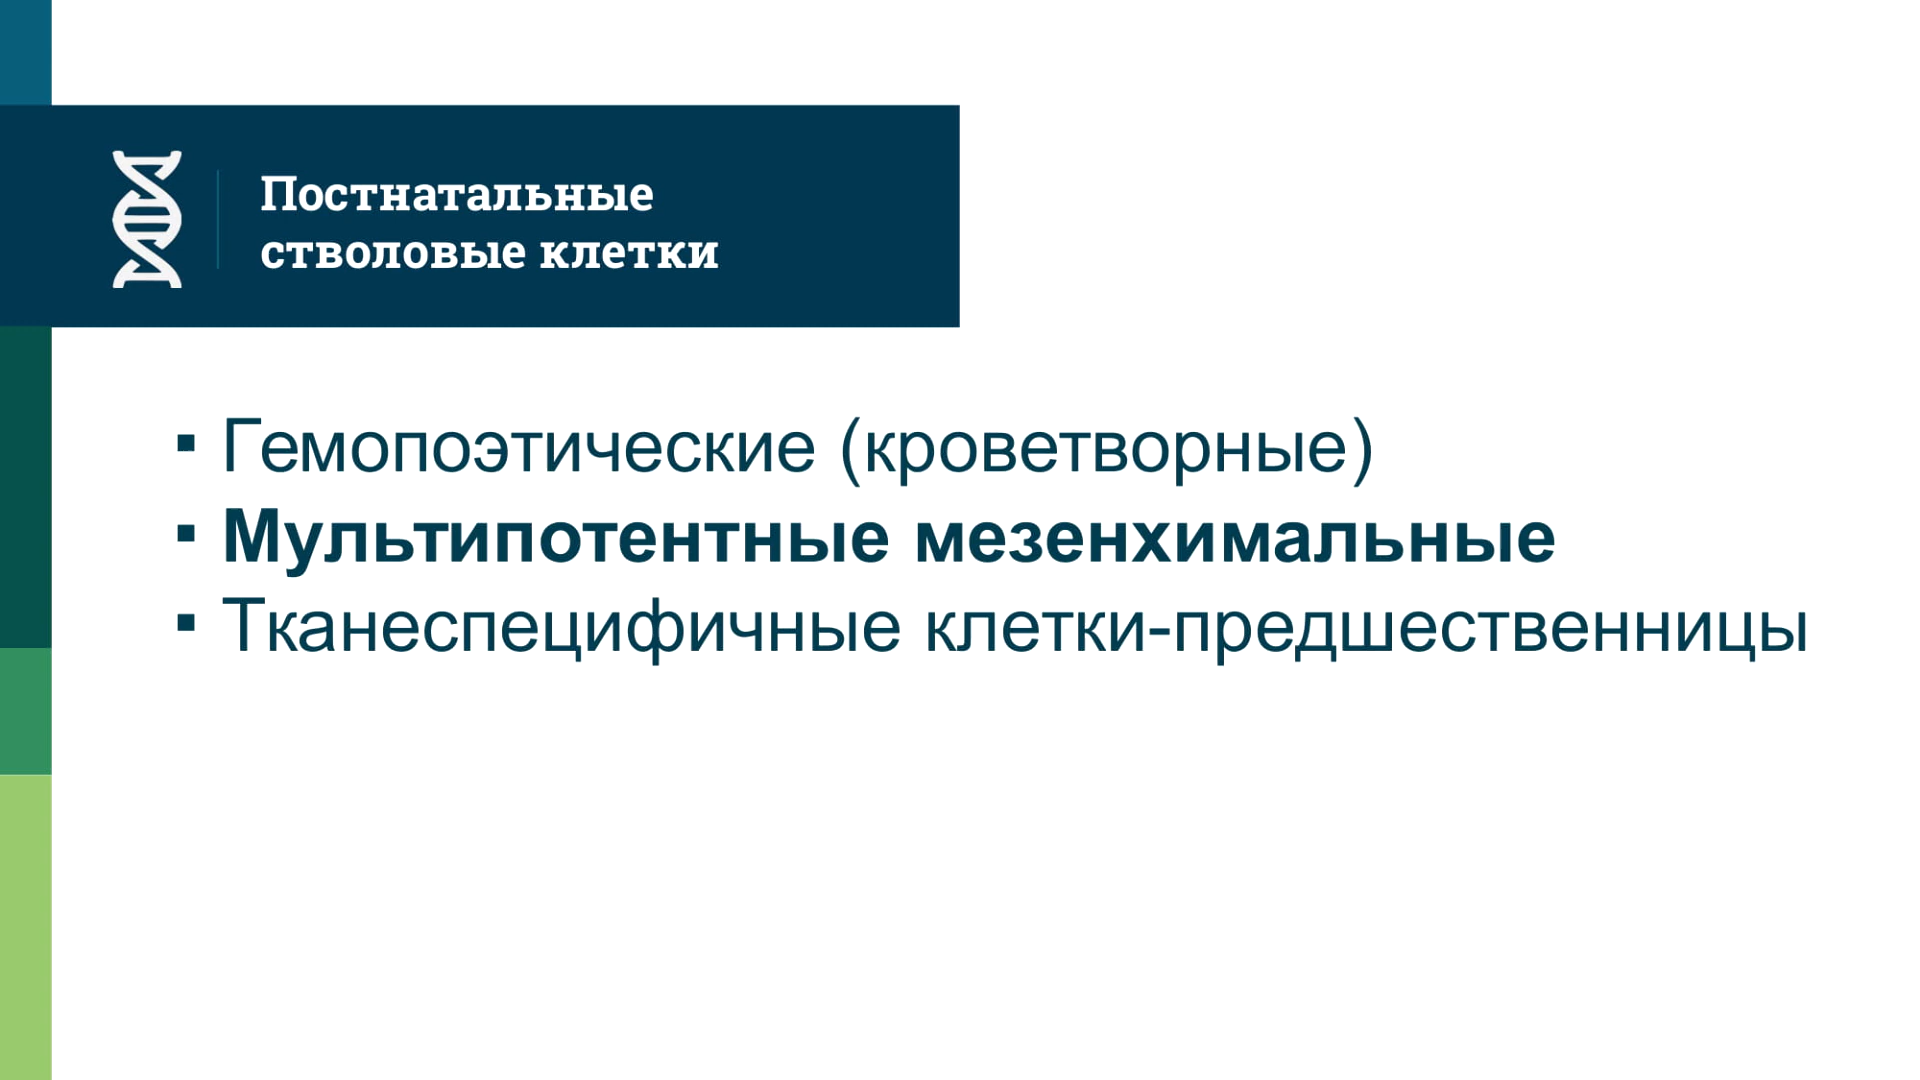 Постнатальные
стволовые клетки
▪ Гемопоэтические (кроветворные)
▪ Мультипотентные мезенхимальные
▪ Тканеспецифичные клетки-предшественницы